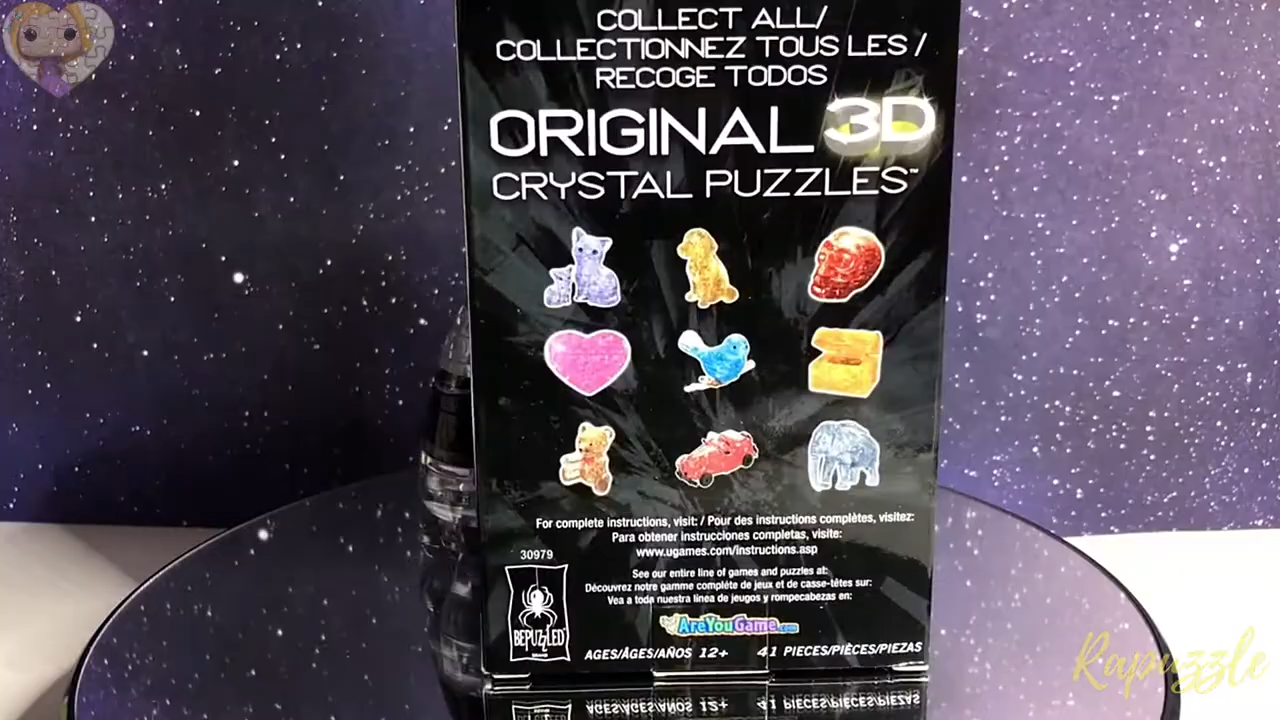 COLLECT ALL/
COLLECTIONNEZ TOUS LES /
RECOGE TODOS
ORIGINAL 3D
CRYSTAL PUZZLES™
For complete instructions, visit: / Pour des instructions complètes, visitez:
Para obtener instrucciones completas, visite:
www.ugames.com/instructions.asp
30979
See our entire line of games and puzzles at:
Découvrez notre gamme complète de jeux et de casse-têtes sur:
Vea a toda nuestra linea de jeugos y rompecabezas en:
BEPUZZLED™
BRAND
AreYouGame.com
AGES/ÂGES/AÑOS 12+ 41 PIECES/PIÈCES/PIEZAS
Rapuzzle